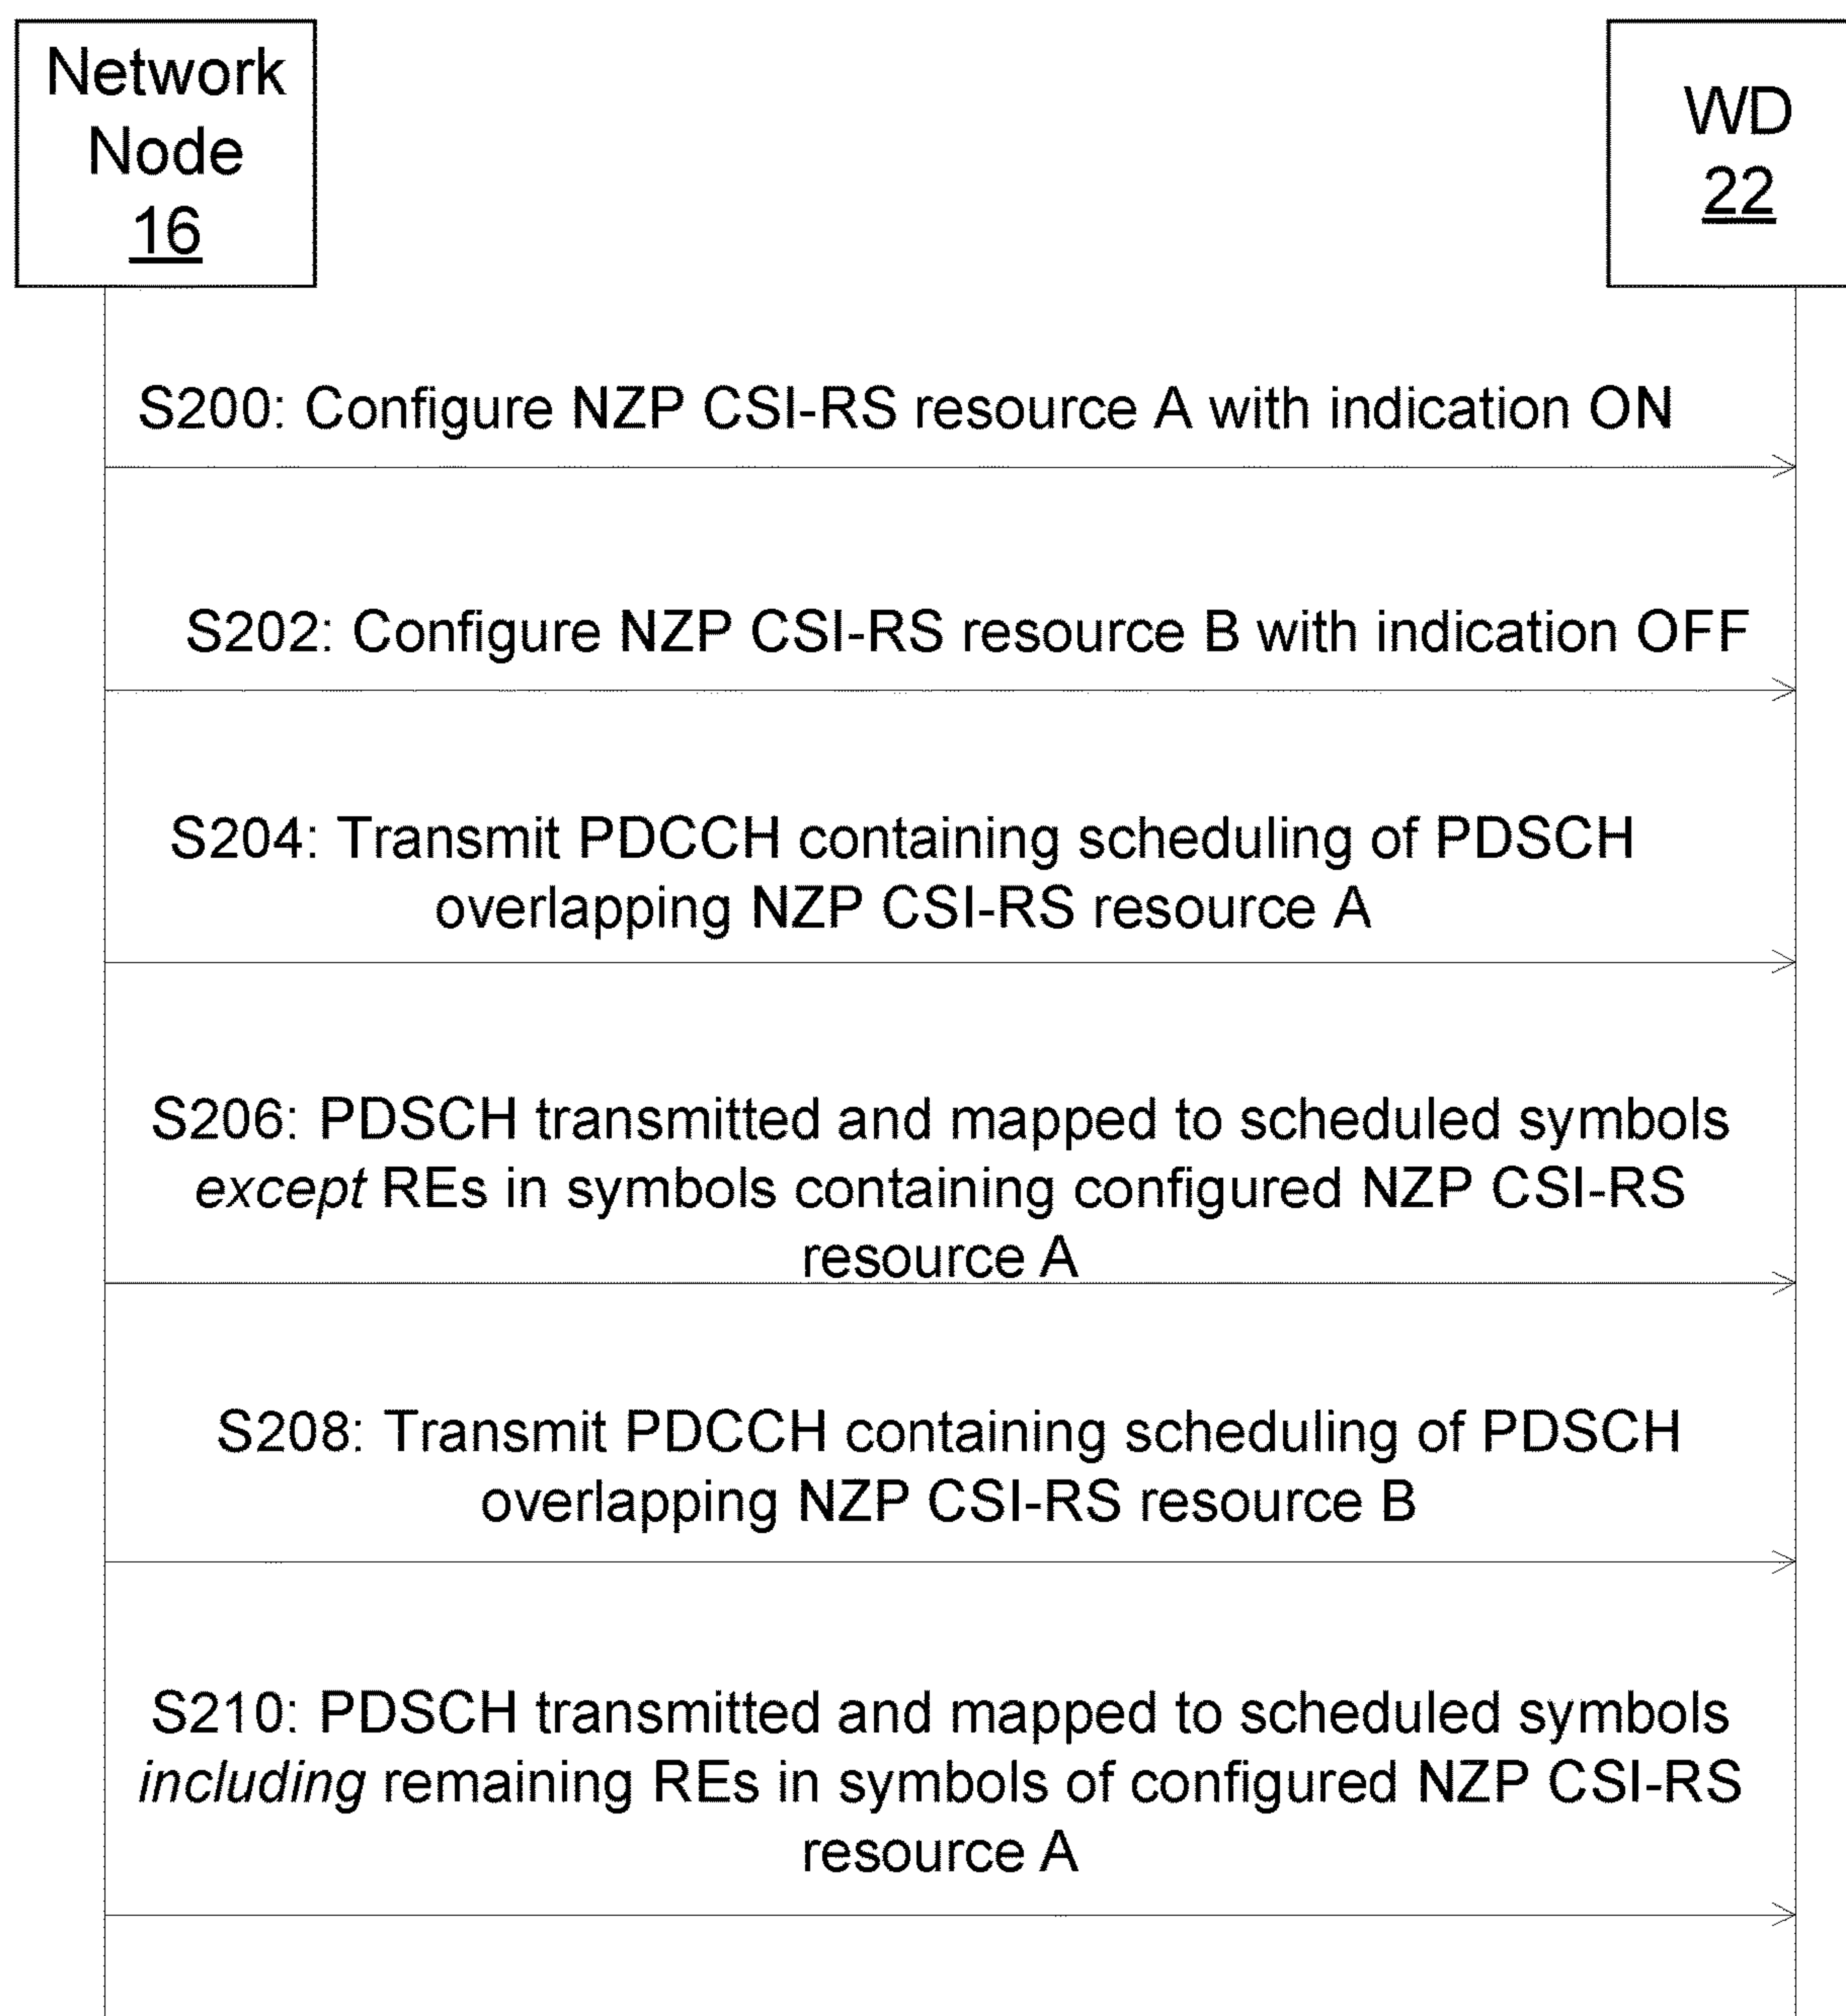 Network
Node
16
WD
22
S200: Configure NZP CSI-RS resource A with indication ON
S202: Configure NZP CSI-RS resource B with indication OFF
S204: Transmit PDCCH containing scheduling of PDSCH
overlapping NZP CSI-RS resource A
S206: PDSCH transmitted and mapped to scheduled symbols
except REs in symbols containing configured NZP CSI-RS
resource A
S208: Transmit PDCCH containing scheduling of PDSCH
overlapping NZP CSI-RS resource B
S210: PDSCH transmitted and mapped to scheduled symbols
including remaining REs in symbols of configured NZP CSI-RS
resource A